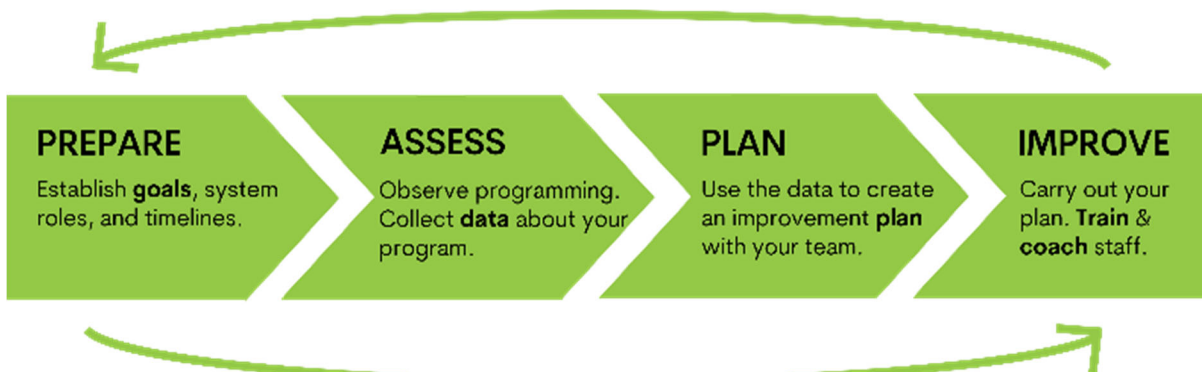 PREPARE
Establish goals, system
roles, and timelines.
ASSESS
Observe programming.
Collect data about your
program.
PLAN
Use the data to create
an improvement plan
with your team.
IMPROVE
Carry out your
plan. Train &
coach staff.